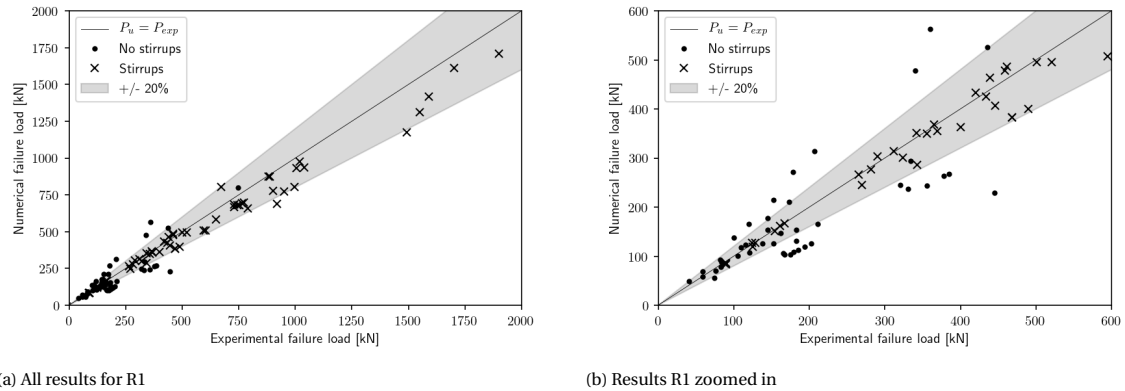 2000
1750
1500
1250
1000
750
500
250
0
Numerical failure load [kN]
P_u = P_exp
No stirrups
Stirrups
+/- 20%
0 250 500 750 1000 1250 1500 1750 2000
Experimental failure load [kN]
(a) All results for R1
600
500
400
300
200
100
0
Numerical failure load [kN]
P_u = P_exp
No stirrups
Stirrups
+/- 20%
0 100 200 300 400 500 600
Experimental failure load [kN]
(b) Results R1 zoomed in